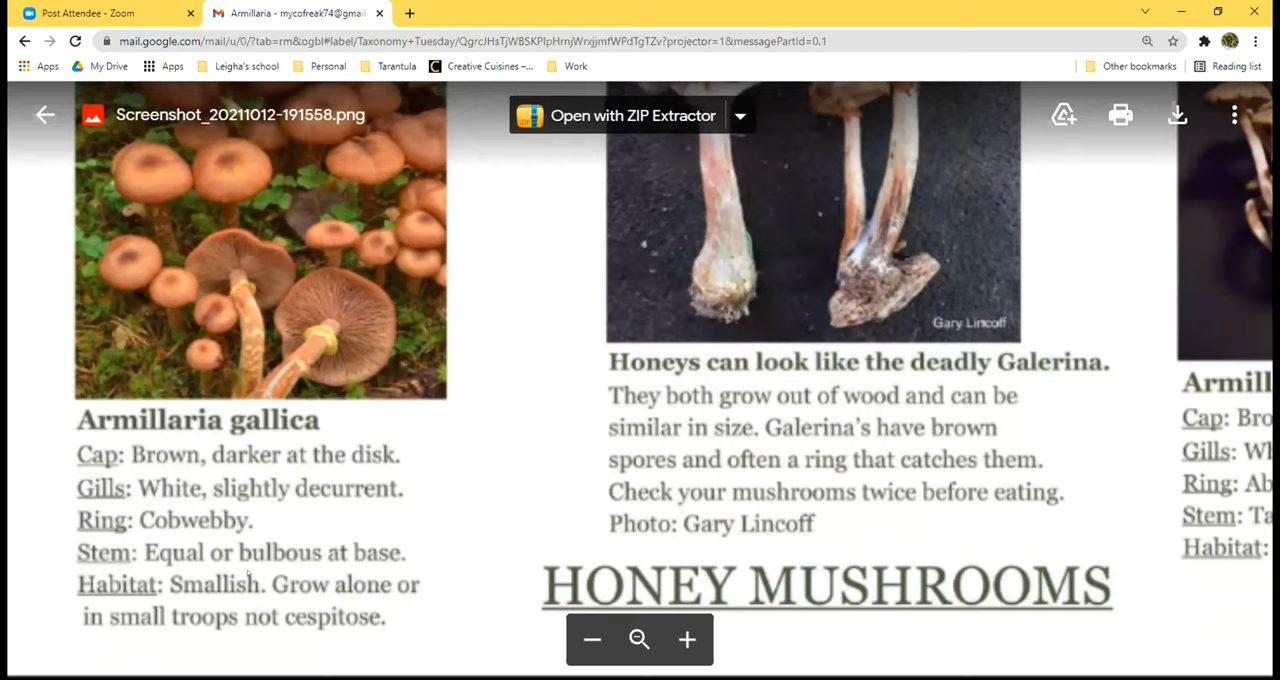 Post Attendee - Zoom
Armillaria - mycofreak74@gmail.
mail.google.com/mail/u/0/?tab=rm&ogbl#label/Taxonomy+Tuesday/QgrcJHsTjWBSKPlpHrnjWrxjjmfWPdTgTZv?projector=1&messagePartId=0.1
Apps
My Drive
Apps
Leigha's school
Personal
Tarantula
Creative Cuisines –...
Work
Other bookmarks
Reading list
Screenshot_20211012-191558.png
Open with ZIP Extractor
Gary Lincoff
Armillaria gallica
Cap: Brown, darker at the disk.
Gills: White, slightly decurrent.
Ring: Cobwebby.
Stem: Equal or bulbous at base.
Habitat: Smallish. Grow alone or
in small troops not cespitose.
Honeys can look like the deadly Galerina.
They both grow out of wood and can be
similar in size. Galerina's have brown
spores and often a ring that catches them.
Check your mushrooms twice before eating.
Photo: Gary Lincoff
HONEY MUSHROOMS
Armill
Cap: Bro
Gills: Wh
Ring: Ab
Stem: Ta
Habitat: